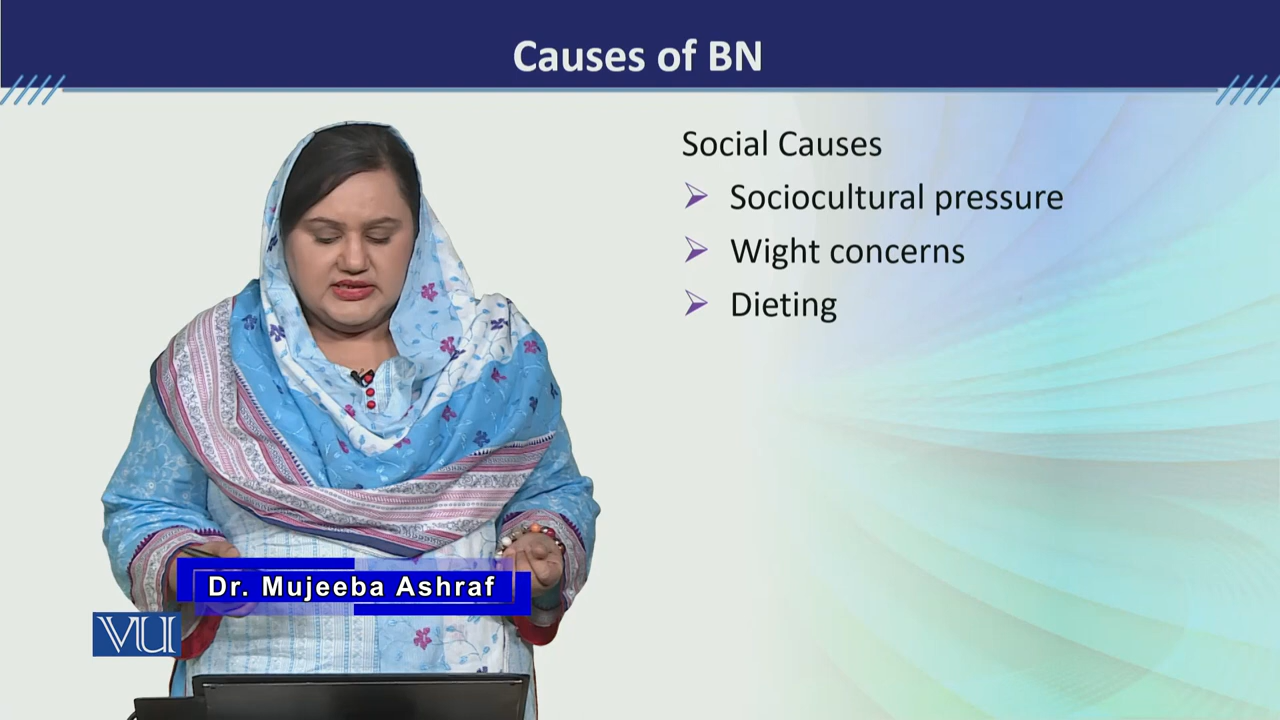 Causes of BN
Social Causes
Sociocultural pressure
Wight concerns
Dieting
Dr. Mujeeba Ashraf
VU